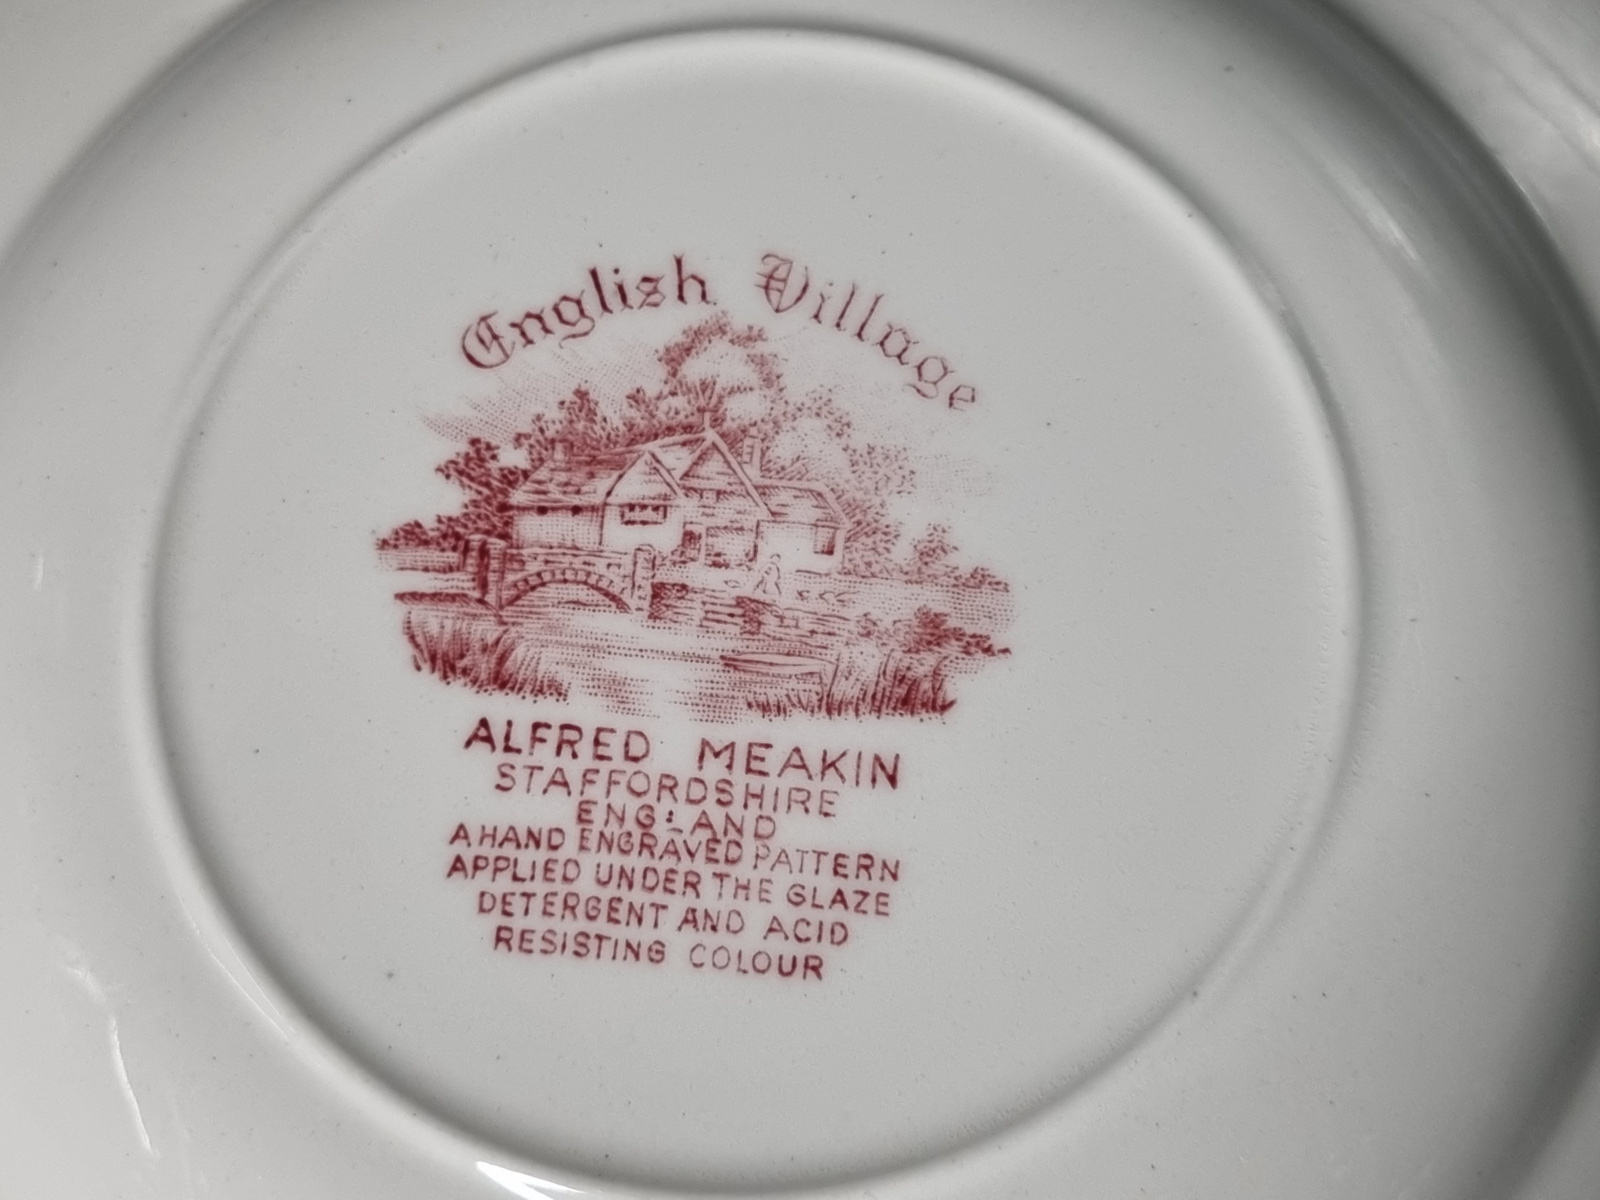 English Village
ALFRED MEAKIN
STAFFORDSHIRE
ENGLAND
A HAND ENGRAVED PATTERN
APPLIED UNDER THE GLAZE
DETERGENT AND ACID
RESISTING COLOUR